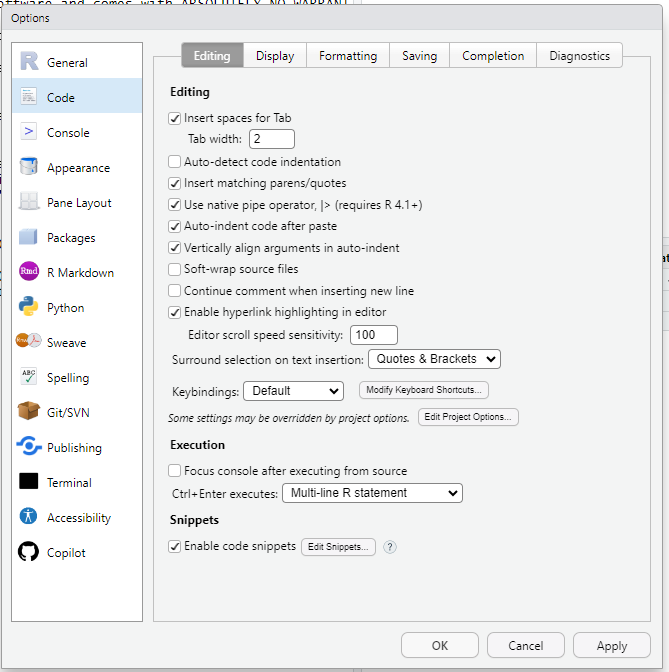 ftware and comes with ABSOLUTELY NO WARRANT
Options
General
Code
Console
Appearance
Pane Layout
Packages
Rmd R Markdown
Python
Sweave
ABC Spelling
Git/SVN
Publishing
Terminal
Accessibility
Copilot
Editing Display Formatting Saving Completion Diagnostics
Editing
Insert spaces for Tab
Tab width: 2
Auto-detect code indentation
Insert matching parens/quotes
Use native pipe operator, |> (requires R 4.1+)
Auto-indent code after paste
Vertically align arguments in auto-indent
Soft-wrap source files
Continue comment when inserting new line
Enable hyperlink highlighting in editor
Editor scroll speed sensitivity: 100
Surround selection on text insertion: Quotes & Brackets
Keybindings: Default Modify Keyboard Shortcuts...
Some settings may be overridden by project options. Edit Project Options...
Execution
Focus console after executing from source
Ctrl+Enter executes: Multi-line R statement
Snippets
Enable code snippets Edit Snippets... ?
OK Cancel Apply